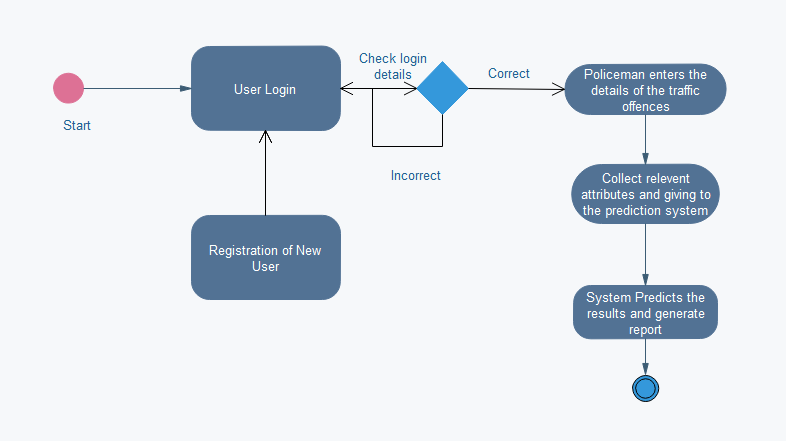 Start
User Login
Registration of New
User
Check login
details
Incorrect
Correct
Policeman enters the
details of the traffic
offences
Collect relevent
attributes and giving to
the prediction system
System Predicts the
results and generate
report